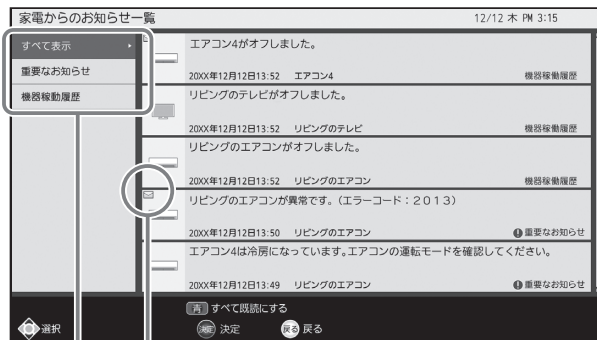 家電からのお知らせ一覧
12/12 木 PM 3:15
すべて表示
重要なお知らせ
機器稼動履歴
エアコン4がオフしました。
20XX年12月12日13:52 エアコン4 機器稼動履歴
リビングのテレビがオフしました。
20XX年12月12日13:52 リビングのテレビ 機器稼動履歴
リビングのエアコンがオフしました。
20XX年12月12日13:52 リビングのエアコン 機器稼動履歴
リビングのエアコンが異常です。(エラーコード:2013)
20XX年12月12日13:50 リビングのエアコン 重要なお知らせ
エアコン4は冷房になっています。エアコンの運転モードを確認してください。
20XX年12月12日13:49 リビングのエアコン 重要なお知らせ
青 すべて既読にする
選択 決定 決定 戻る 戻る